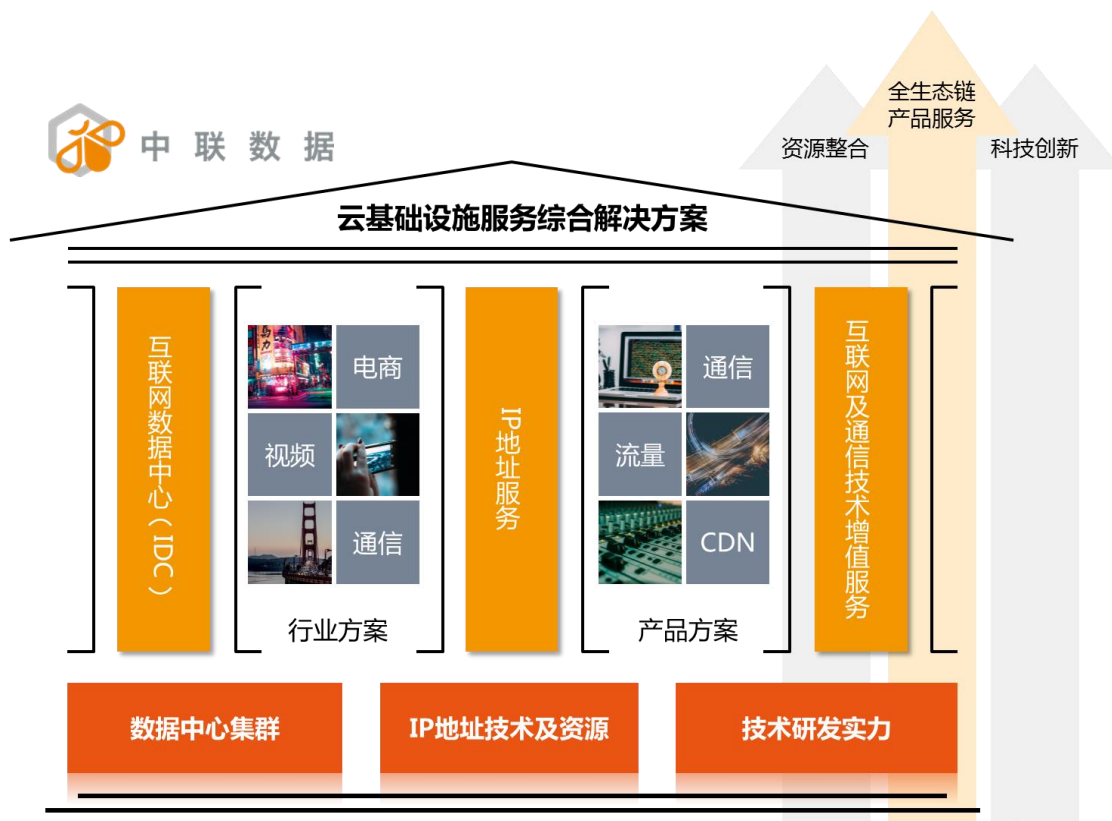 中联数据
全生态链
产品服务
资源整合
科技创新
云基础设施服务综合解决方案
互联网数据中心（IDC）
电商
视频
通信
行业方案
IP地址服务
通信
流量
CDN
产品方案
互联网及通信技术增值服务
数据中心集群
IP地址技术及资源
技术研发实力